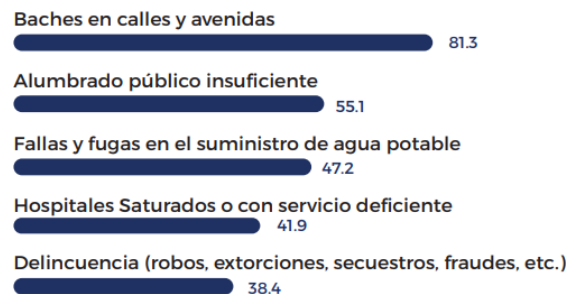 Baches en calles y avenidas
81.3
Alumbrado público insuficiente
55.1
Fallas y fugas en el suministro de agua potable
47.2
Hospitales Saturados o con servicio deficiente
41.9
Delincuencia (robos, extorciones, secuestros, fraudes, etc.)
38.4